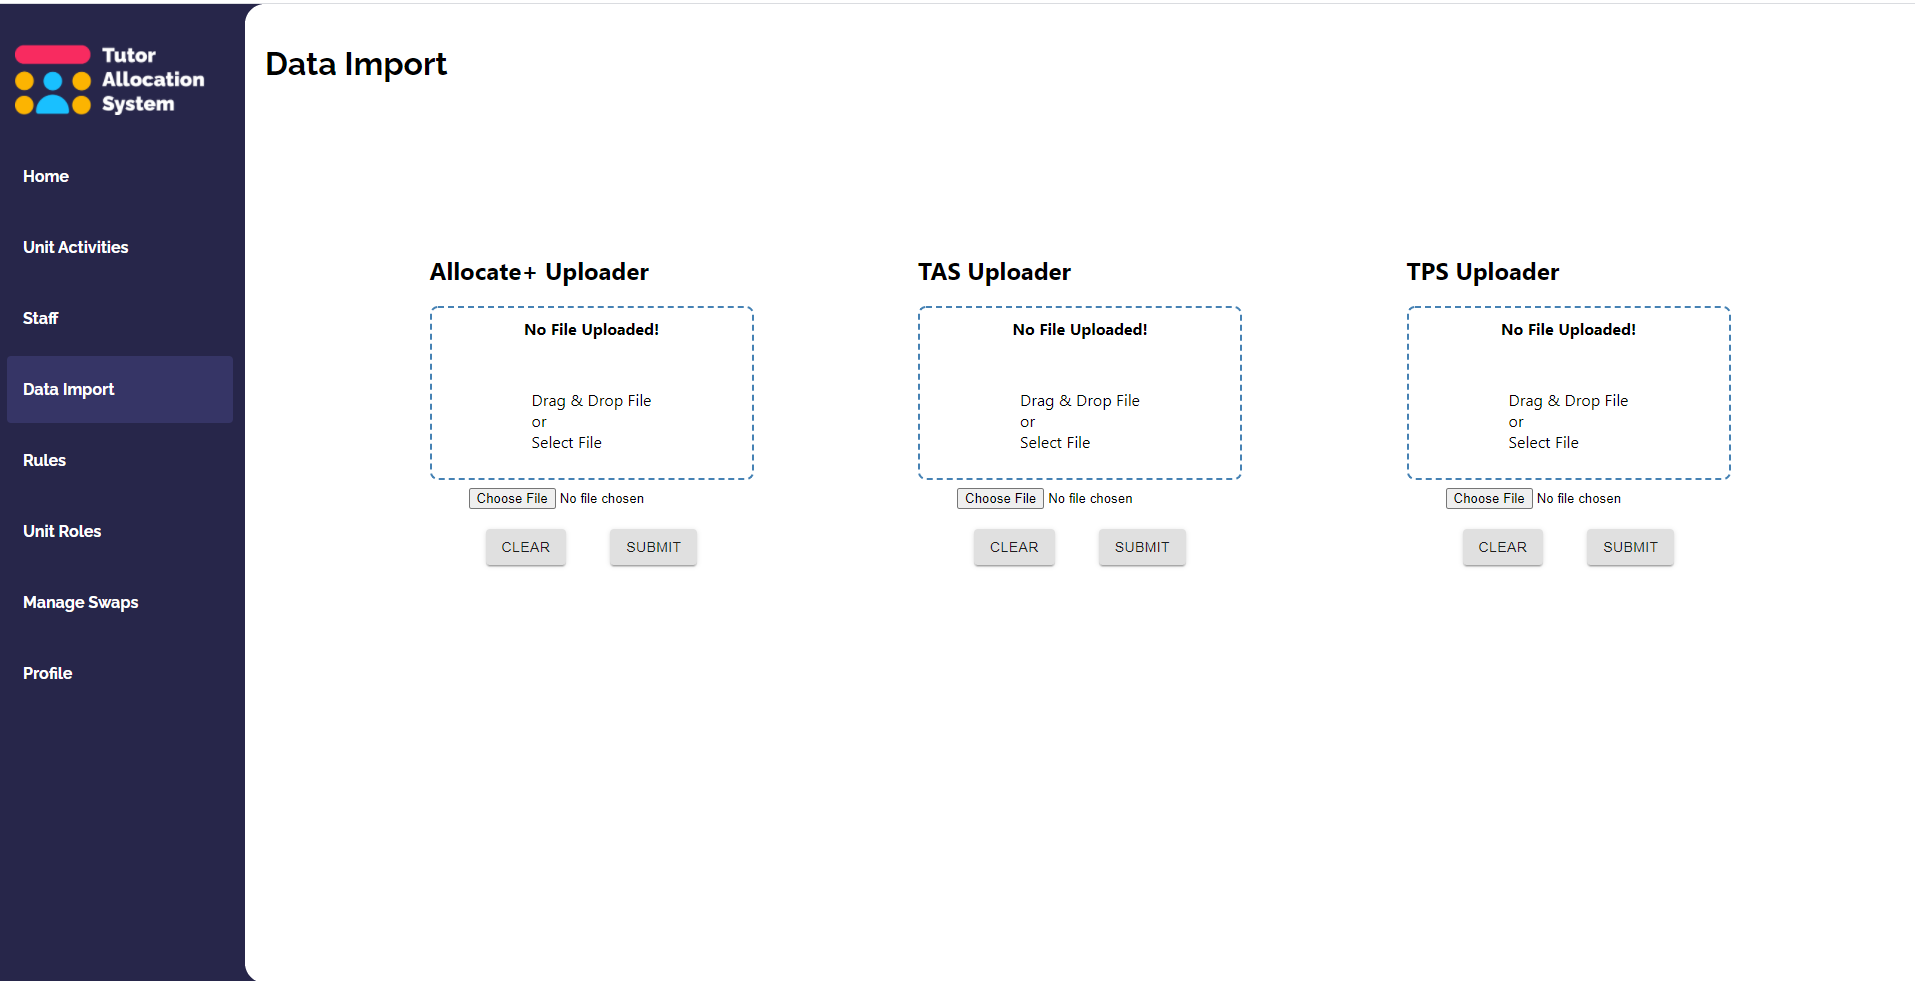 Tutor
Allocation
System
Home
Unit Activities
Staff
Data Import
Rules
Unit Roles
Manage Swaps
Profile
Data Import
Allocate+ Uploader
No File Uploaded!
Drag & Drop File
or
Select File
Choose File No file chosen
CLEAR SUBMIT
TAS Uploader
No File Uploaded!
Drag & Drop File
or
Select File
Choose File No file chosen
CLEAR SUBMIT
TPS Uploader
No File Uploaded!
Drag & Drop File
or
Select File
Choose File No file chosen
CLEAR SUBMIT